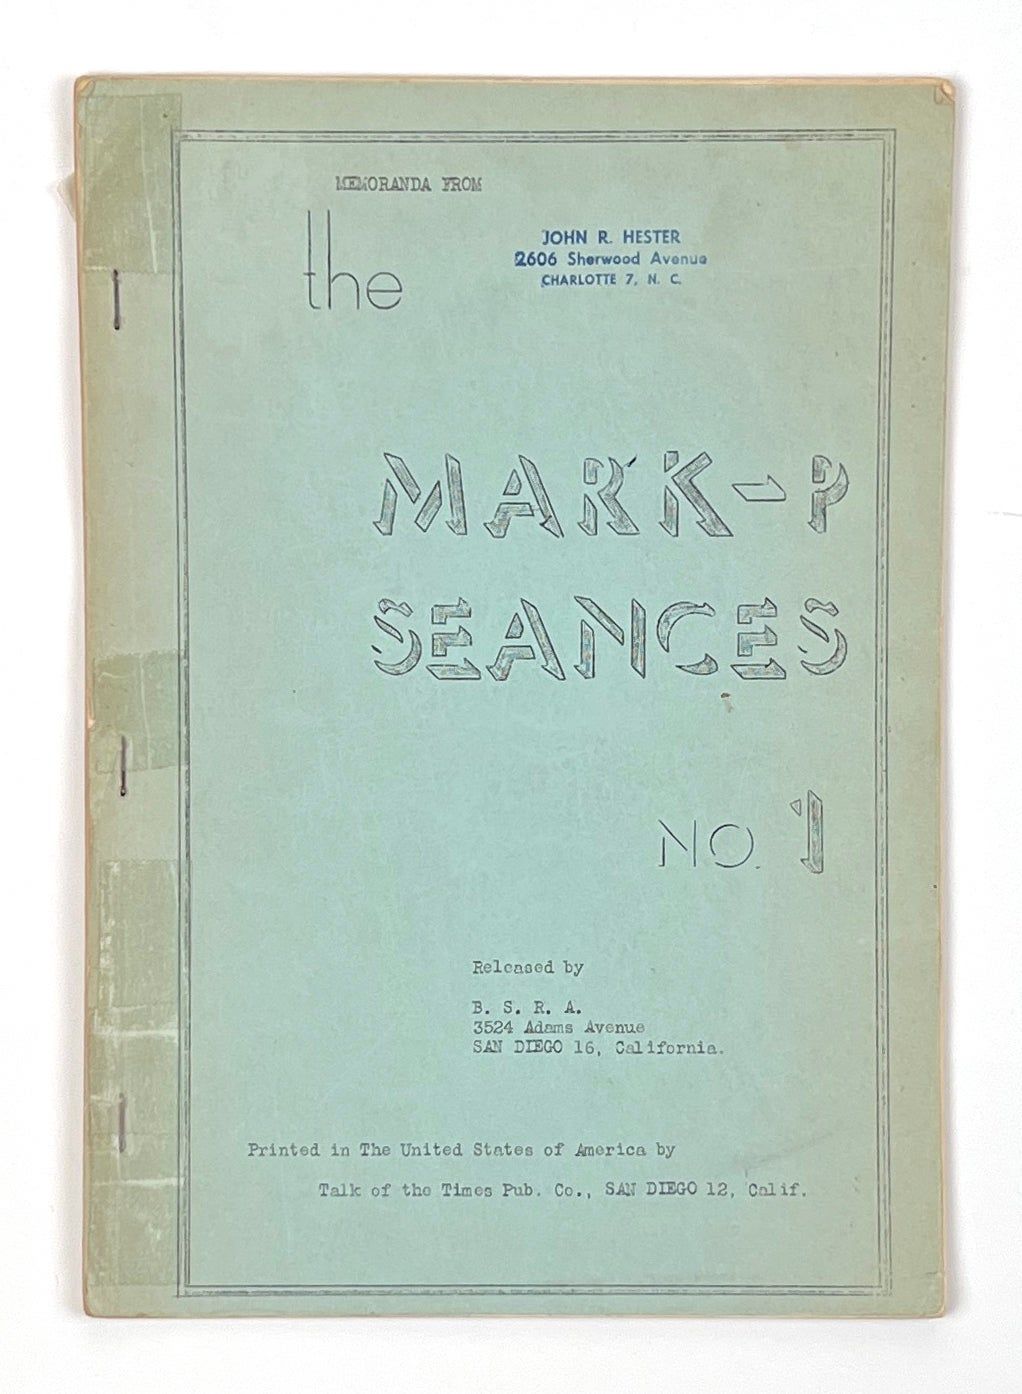 MEMORANDA FROM
the
JOHN R. HESTER
2606 Sherwood Avenue
CHARLOTTE 7, N. C.
MARK-P
SEANCES
NO. 1
Released by
B. S. R. A.
3524 Adams Avenue
SAN DIEGO 16, California.
Printed in The United States of America by
Talk of the Times Pub. Co., SAN DIEGO 12, Calif.